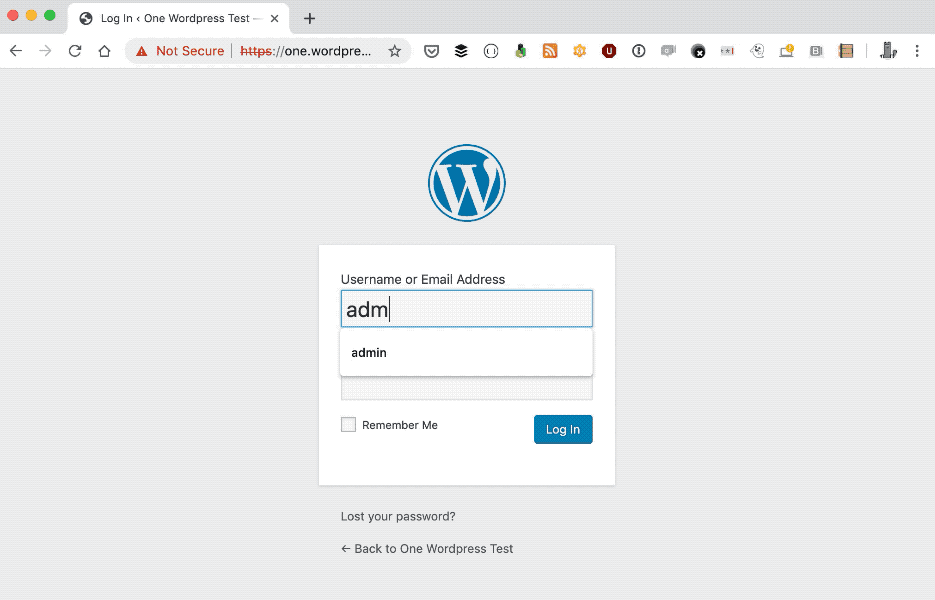 Log In ‹ One Wordpress Test —
Not Secure https://one.wordpre...
Username or Email Address
adm
admin
Remember Me
Log In
Lost your password?
← Back to One Wordpress Test